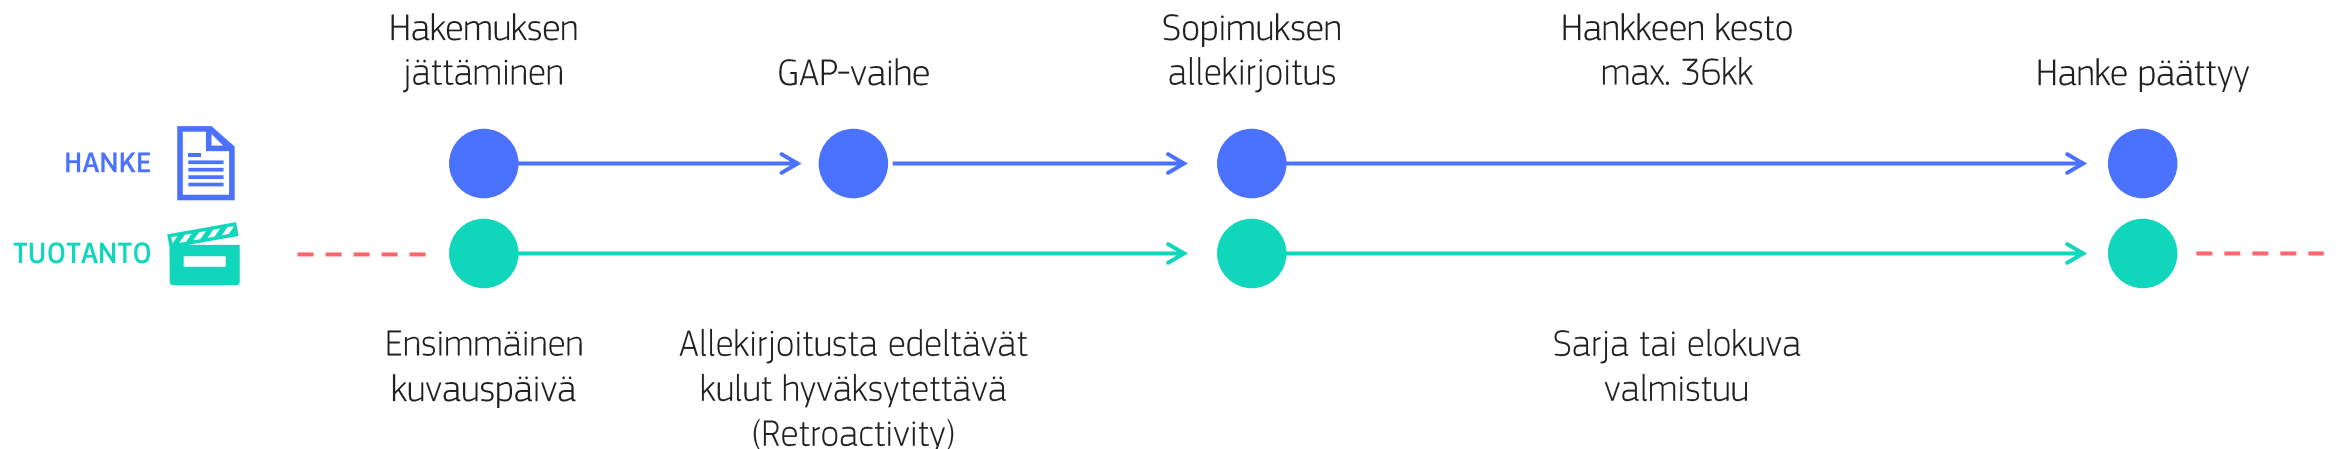 Hakemuksen
jättäminen
GAP-vaihe
Sopimuksen
allekirjoitus
Hankkeen kesto
max. 36kk
Hanke päättyy
HANKE
TUOTANTO
Ensimmäinen
kuvauspäivä
Allekirjoitusta edeltävät
kulut hyväksytettävä
(Retroactivity)
Sarja tai elokuva
valmistuu